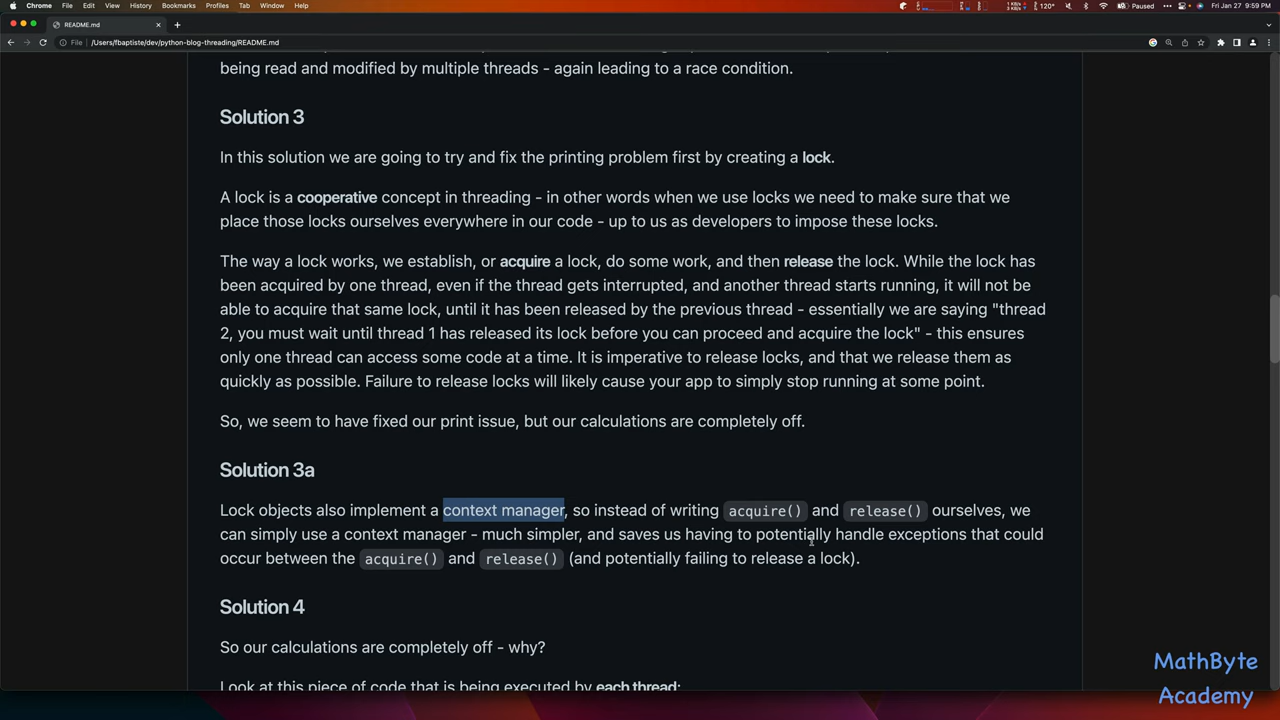 Chrome File Edit View History Bookmarks Profiles Tab Window Help 120° Paused Fri Jan 27 9:59 PM
README.md
File /Users/fbaptiste/dev/python-blog-threading/README.md
being read and modified by multiple threads - again leading to a race condition.
Solution 3
In this solution we are going to try and fix the printing problem first by creating a lock.
A lock is a cooperative concept in threading - in other words when we use locks we need to make sure that we
place those locks ourselves everywhere in our code - up to us as developers to impose these locks.
The way a lock works, we establish, or acquire a lock, do some work, and then release the lock. While the lock has
been acquired by one thread, even if the thread gets interrupted, and another thread starts running, it will not be
able to acquire that same lock, until it has been released by the previous thread - essentially we are saying "thread
2, you must wait until thread 1 has released its lock before you can proceed and acquire the lock" - this ensures
only one thread can access some code at a time. It is imperative to release locks, and that we release them as
quickly as possible. Failure to release locks will likely cause your app to simply stop running at some point.
So, we seem to have fixed our print issue, but our calculations are completely off.
Solution 3a
Lock objects also implement a context manager, so instead of writing acquire() and release() ourselves, we
can simply use a context manager - much simpler, and saves us having to potentially handle exceptions that could
occur between the acquire() and release() (and potentially failing to release a lock).
Solution 4
So our calculations are completely off - why?
Look at this piece of code that is being executed by each thread:
MathByte
Academy